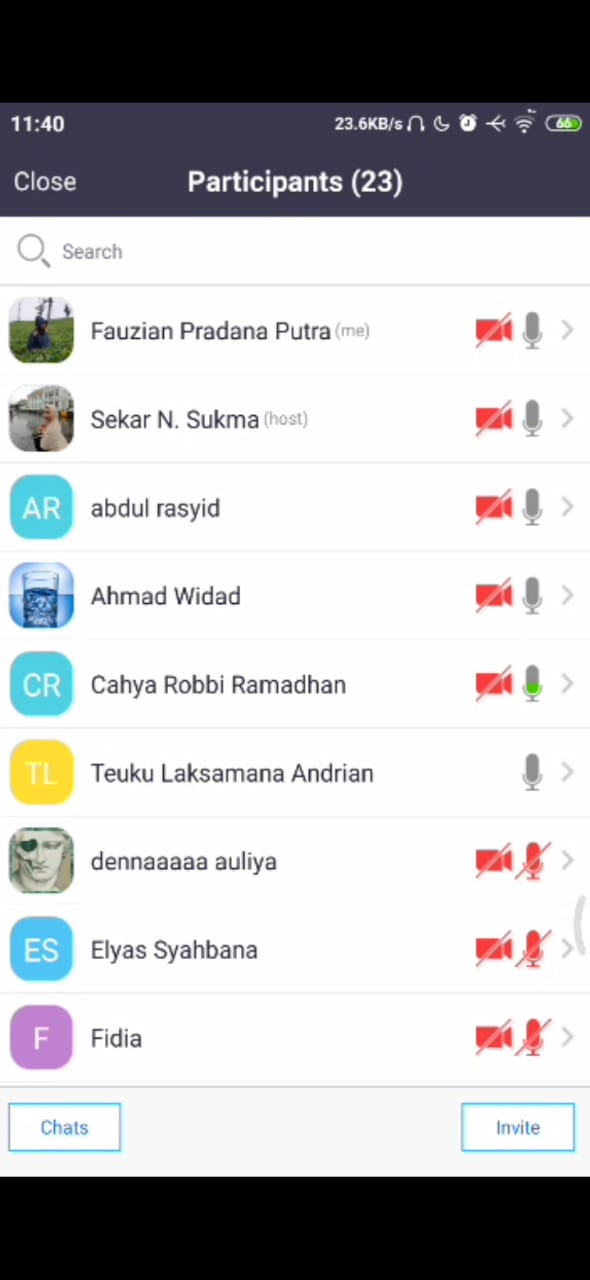 11:40 23.6KB/s 66
Close Participants (23)
Search
Fauzian Pradana Putra (me)
Sekar N. Sukma (host)
AR abdul rasyid
Ahmad Widad
CR Cahya Robbi Ramadhan
TL Teuku Laksamana Andrian
dennaaaaa auliya
ES Elyas Syahbana
F Fidia
Chats Invite